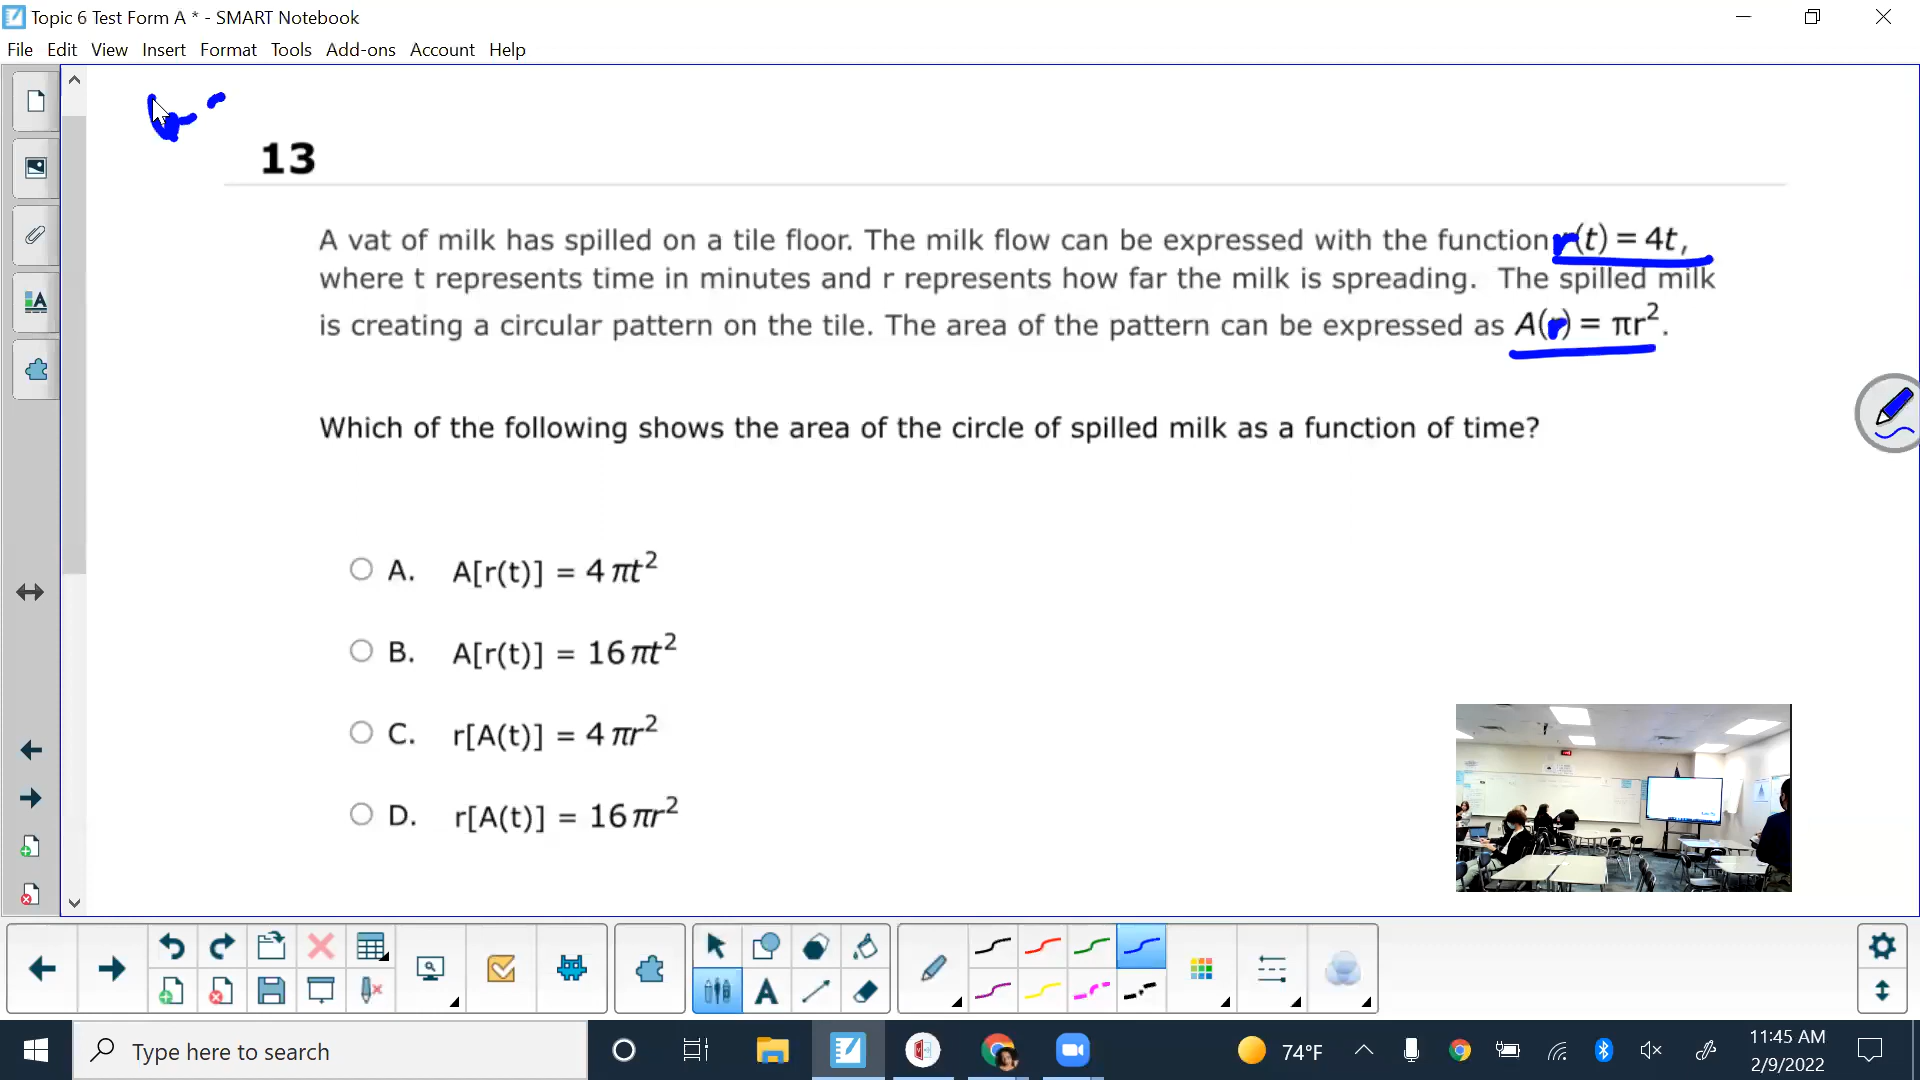 Topic 6 Test Form A * - SMART Notebook
File Edit View Insert Format Tools Add-ons Account Help
13
A vat of milk has spilled on a tile floor. The milk flow can be expressed with the function r(t) = 4t,
where t represents time in minutes and r represents how far the milk is spreading. The spilled milk
is creating a circular pattern on the tile. The area of the pattern can be expressed as A(r) = πr².
Which of the following shows the area of the circle of spilled milk as a function of time?
A. A[r(t)] = 4πt²
B. A[r(t)] = 16πt²
C. r[A(t)] = 4πr²
D. r[A(t)] = 16πr²
Type here to search
74°F
11:45 AM
2/9/2022